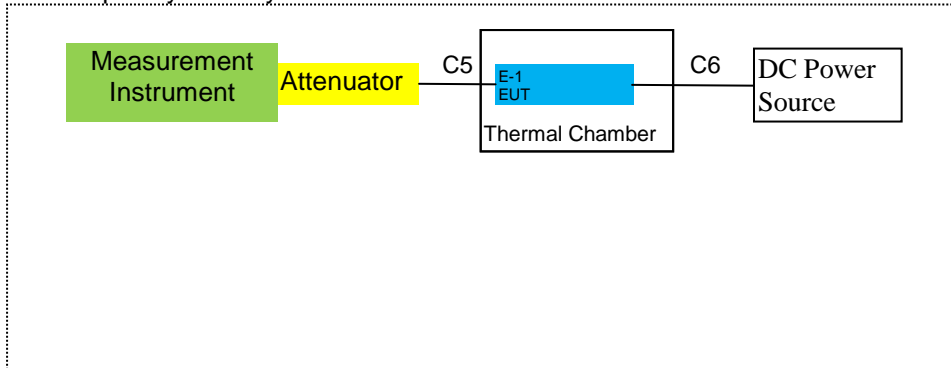 Measurement
Instrument
Attenuator
C5
E-1
EUT
Thermal Chamber
C6
DC Power
Source